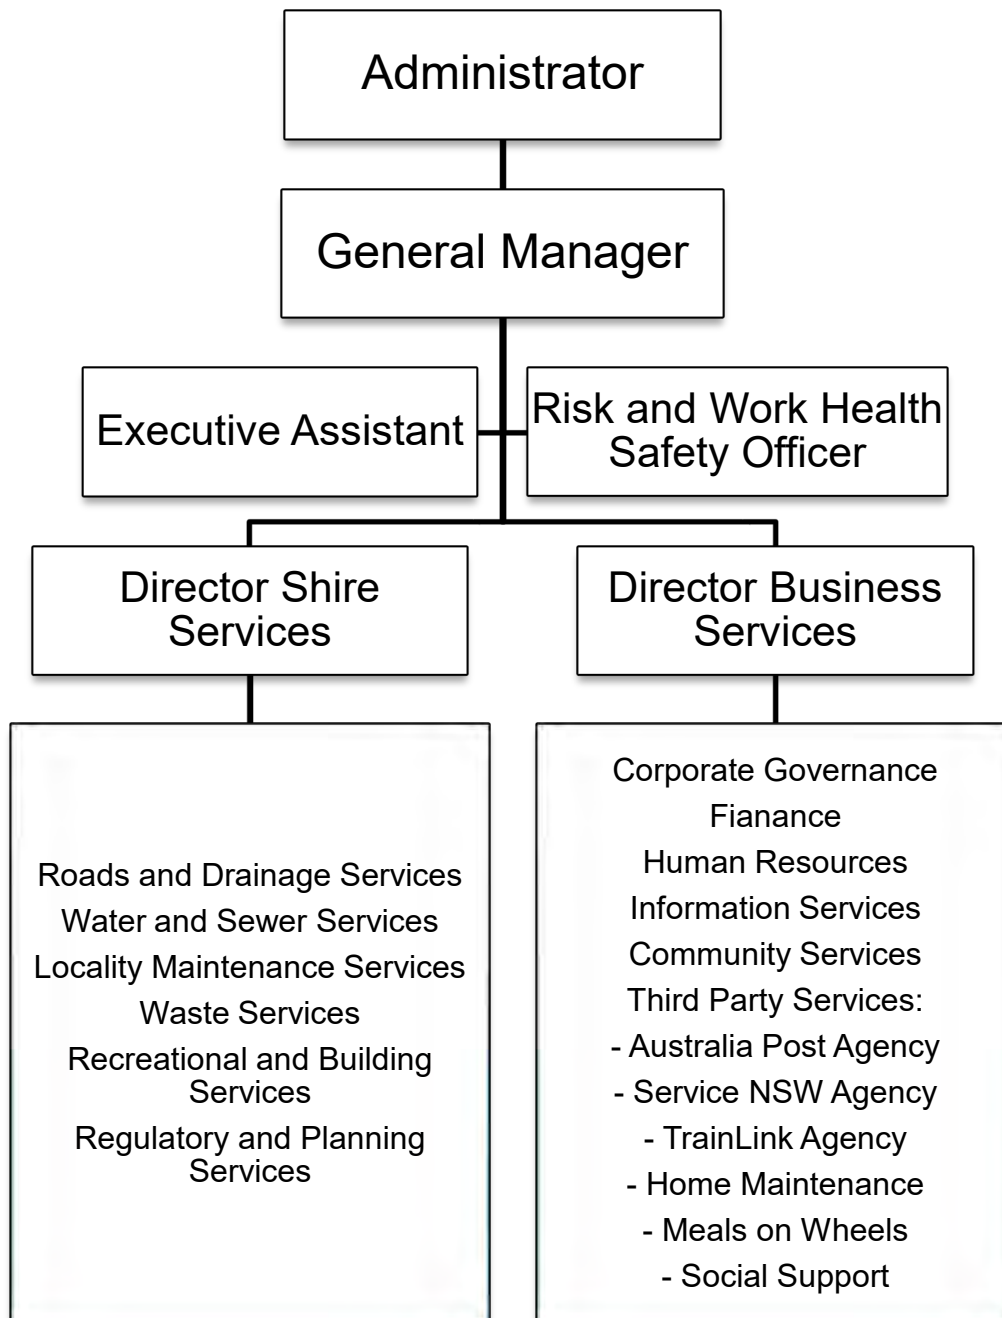 Administrator
General Manager
Executive Assistant
Risk and Work Health
Safety Officer
Director Shire
Services
Director Business
Services
Roads and Drainage Services
Water and Sewer Services
Locality Maintenance Services
Waste Services
Recreational and Building
Services
Regulatory and Planning
Services
Corporate Governance
Fianance
Human Resources
Information Services
Community Services
Third Party Services:
- Australia Post Agency
- Service NSW Agency
- TrainLink Agency
- Home Maintenance
- Meals on Wheels
- Social Support